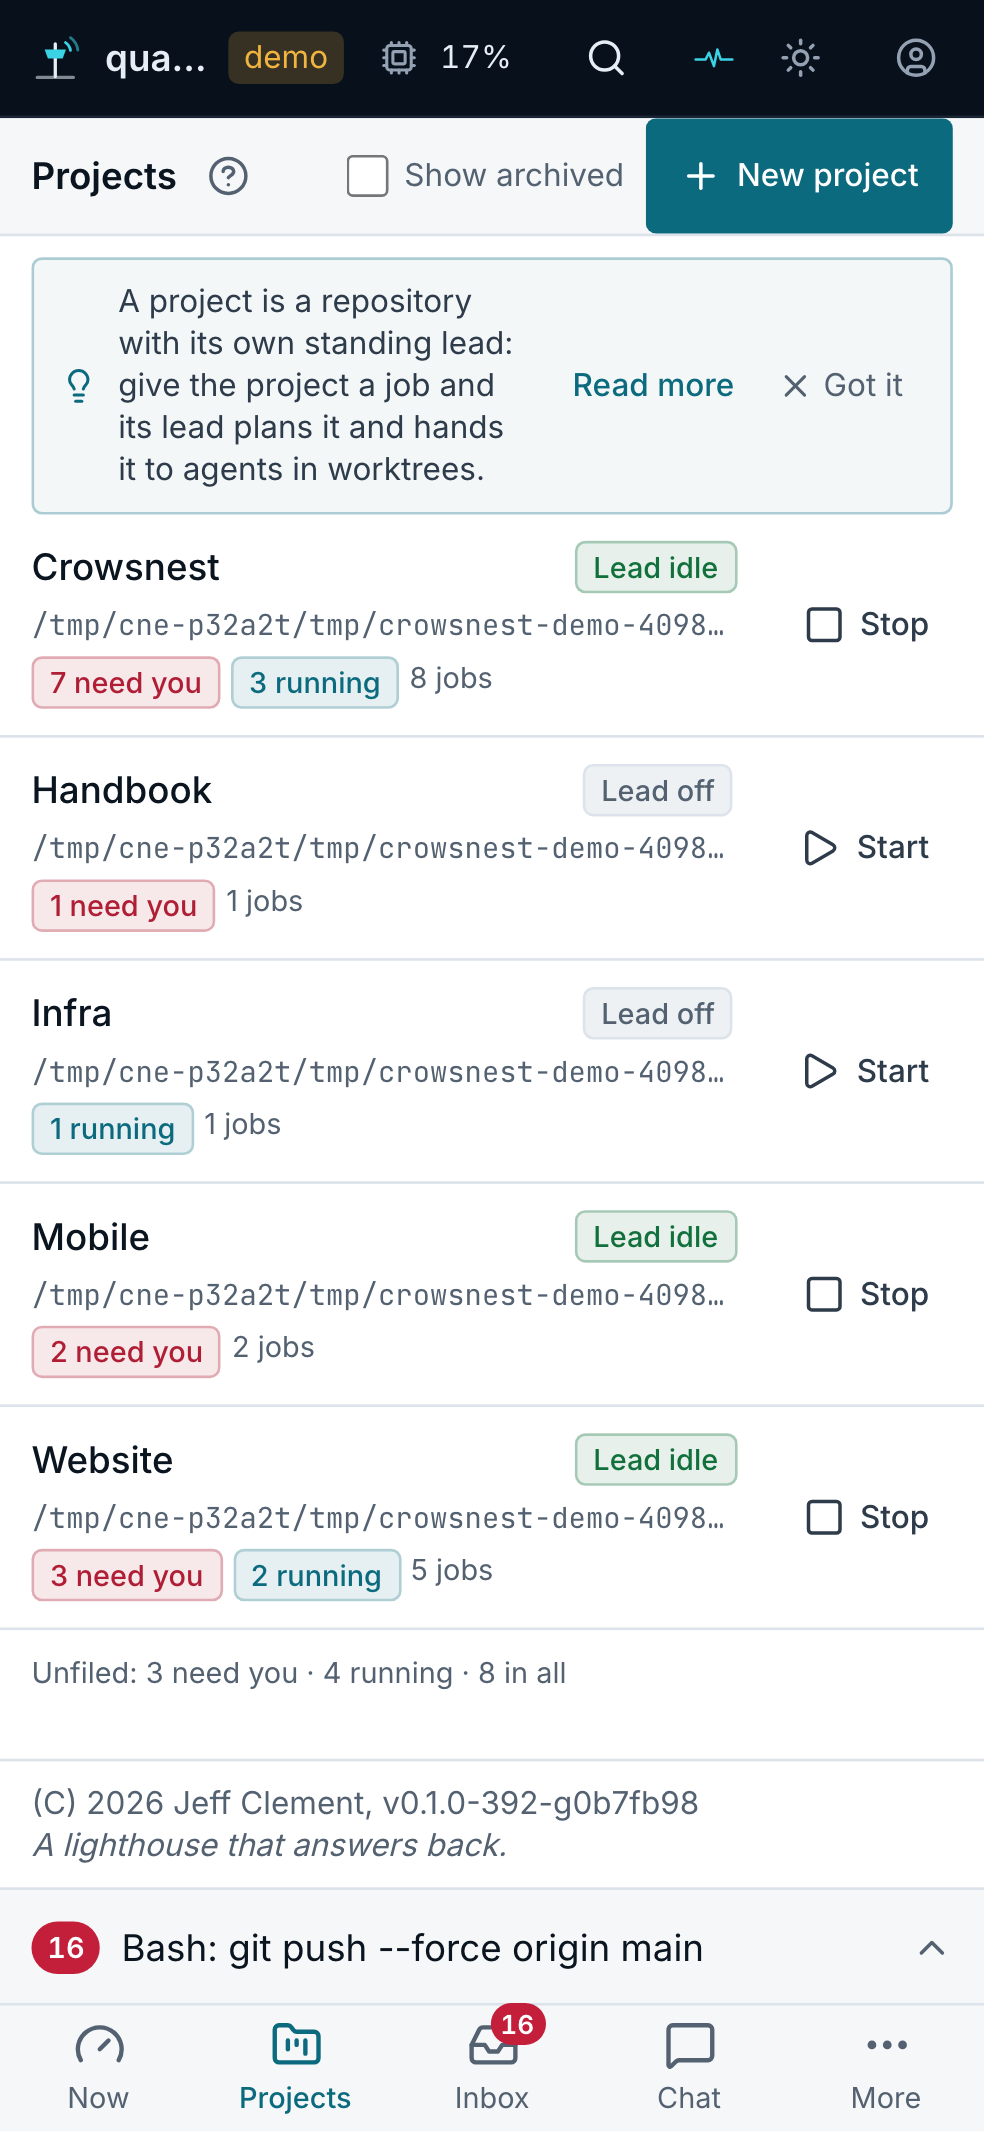 qua… demo 17%
Projects Show archived New project
A project is a repository
with its own standing lead:
give the project a job and
its lead plans it and hands
it to agents in worktrees.
Read more Got it
Crowsnest Lead idle
/tmp/cne-p32a2t/tmp/crowsnest-demo-4098… Stop
7 need you 3 running 8 jobs
Handbook Lead off
/tmp/cne-p32a2t/tmp/crowsnest-demo-4098… Start
1 need you 1 jobs
Infra Lead off
/tmp/cne-p32a2t/tmp/crowsnest-demo-4098… Start
1 running 1 jobs
Mobile Lead idle
/tmp/cne-p32a2t/tmp/crowsnest-demo-4098… Stop
2 need you 2 jobs
Website Lead idle
/tmp/cne-p32a2t/tmp/crowsnest-demo-4098… Stop
3 need you 2 running 5 jobs
Unfiled: 3 need you · 4 running · 8 in all
(C) 2026 Jeff Clement, v0.1.0-392-g0b7fb98
A lighthouse that answers back.
16 Bash: git push --force origin main
16
Now Projects Inbox Chat More